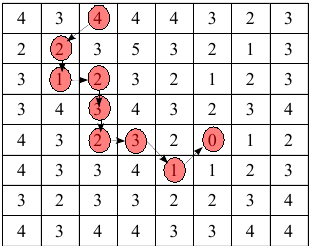 4 3 4 4 4 3 2 3
2 2 3 5 3 2 1 3
3 1 2 3 2 1 2 3
3 4 3 4 3 2 3 4
4 3 2 3 2 0 1 2
4 3 3 4 1 1 2 3
3 2 3 3 2 2 3 4
4 3 4 4 3 3 4 4